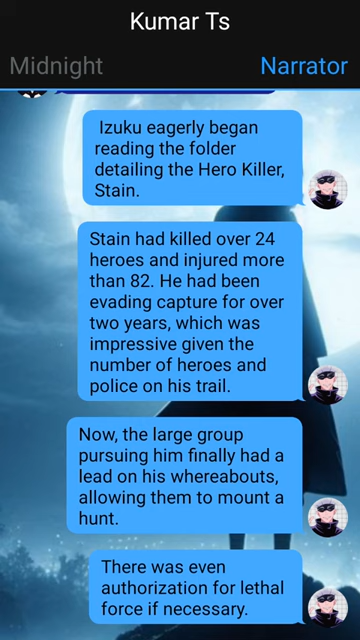 Kumar Ts
Midnight
Narrator
Izuku eagerly began
reading the folder
detailing the Hero Killer,
Stain.
Stain had killed over 24
heroes and injured more
than 82. He had been
evading capture for over
two years, which was
impressive given the
number of heroes and
police on his trail.
Now, the large group
pursuing him finally had a
lead on his whereabouts,
allowing them to mount a
hunt.
There was even
authorization for lethal
force if necessary.